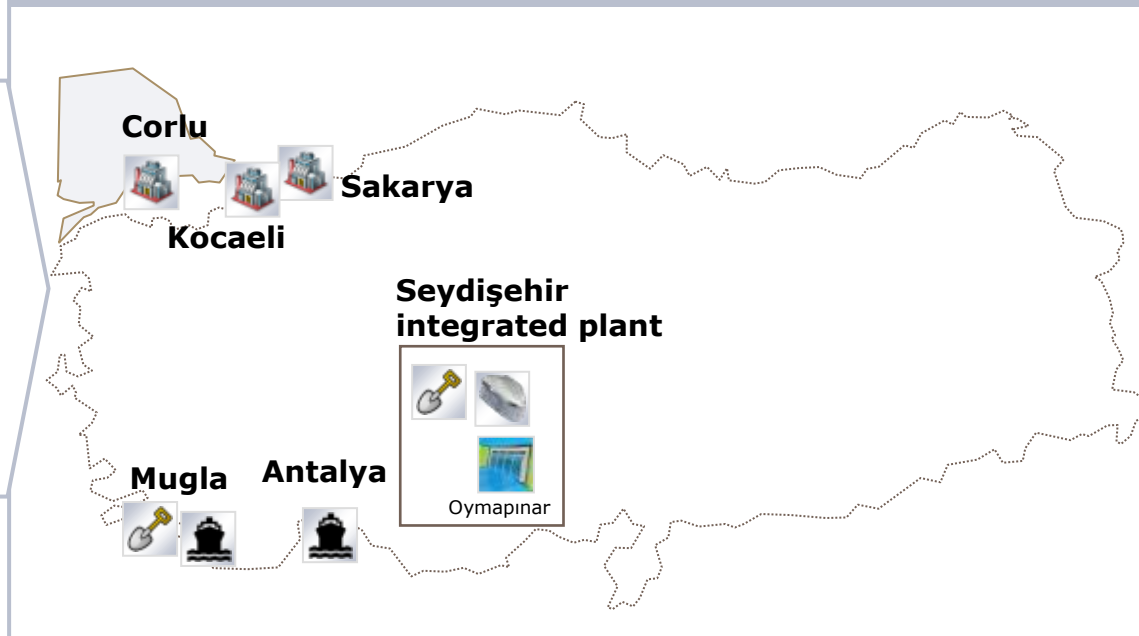 Corlu
Sakarya
Kocaeli
Seydişehir
integrated plant
Mugla
Antalya
Oymapınar